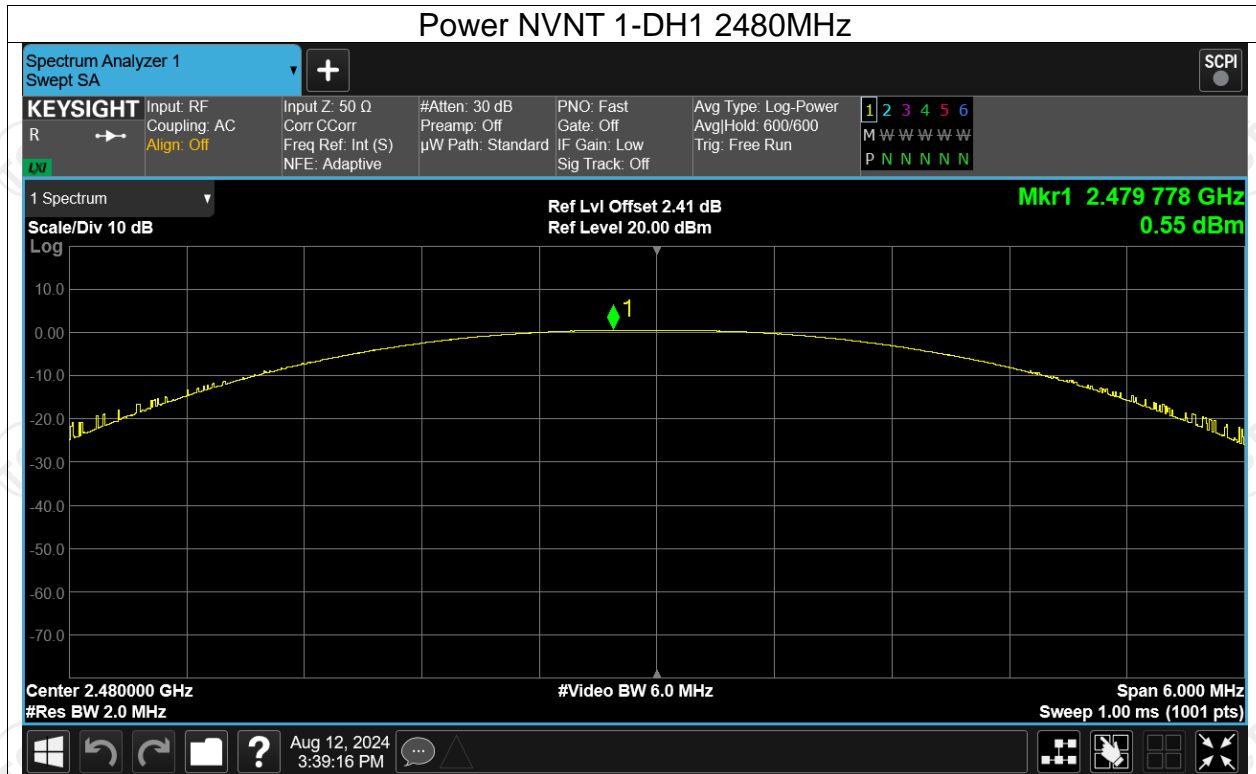 Power NVNT 1-DH1 2480MHz
Spectrum Analyzer 1
Swept SA
SCPI
KEYSIGHT
R
LXI
Input: RF
Coupling: AC
Align: Off
Input Z: 50 Ω
Corr CCorr
Freq Ref: Int (S)
NFE: Adaptive
#Atten: 30 dB
Preamp: Off
µW Path: Standard
PNO: Fast
Gate: Off
IF Gain: Low
Sig Track: Off
Avg Type: Log-Power
Avg|Hold: 600/600
Trig: Free Run
1 2 3 4 5 6
M W W W W W
P N N N N N
1 Spectrum
Scale/Div 10 dB
Ref Lvl Offset 2.41 dB
Ref Level 20.00 dBm
Mkr1 2.479 778 GHz
0.55 dBm
Log
1
10.0
0.00
-10.0
-20.0
-30.0
-40.0
-50.0
-60.0
-70.0
Center 2.480000 GHz
#Res BW 2.0 MHz
#Video BW 6.0 MHz
Span 6.000 MHz
Sweep 1.00 ms (1001 pts)
?
Aug 12, 2024
3:39:16 PM